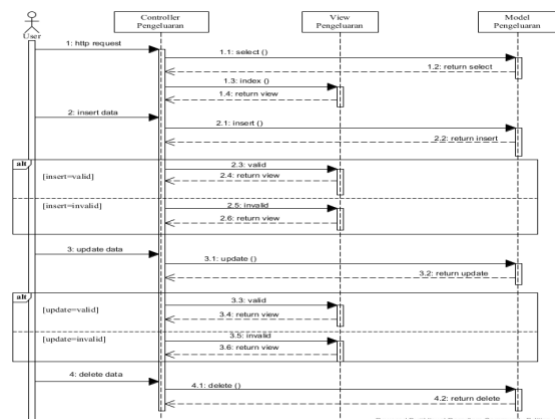 Controller
Pengeluaran
View
Pengeluaran
Model
Pengeluaran
User
1: http request
1.1: select ()
1.2: return select
1.3: index ()
1.4: return view
2: insert data
2.1: insert ()
2.2: return insert
alt
2.3: valid
[insert=valid]
2.4: return view
[insert=invalid]
2.5: invalid
2.6: return view
3: update data
3.1: update ()
3.2: return update
alt
3.3: valid
[update=valid]
3.4: return view
[update=invalid]
3.5: invalid
3.6: return view
4: delete data
4.1: delete ()
4.2: return delete